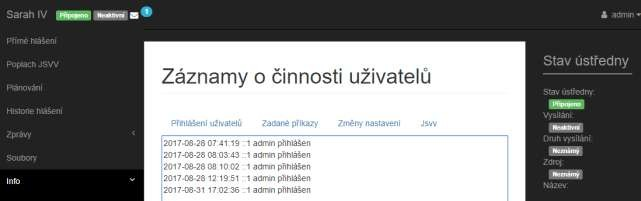 Sarah IV Připojeno Neaktivní 1
admin
Přímé hlášení
Poplach JSVV
Plánování
Historie hlášení
Zprávy
Soubory
Info
Záznamy o činnosti uživatelů
Přihlášení uživatelů Zadané příkazy Změny nastavení Jsvv
2017-08-28 07:41:19 ::1 admin přihlášen
2017-08-28 08:03:43 ::1 admin přihlášen
2017-08-28 08:10:02 ::1 admin přihlášen
2017-08-28 12:19:51 ::1 admin přihlášen
2017-08-31 17:02:36 ::1 admin přihlášen
Stav ústředny
Stav ústředny:
Připojeno
Vysílání:
Neaktivní
Druh vysílání:
Neznámý
Zdroj:
Neznámý
Název: